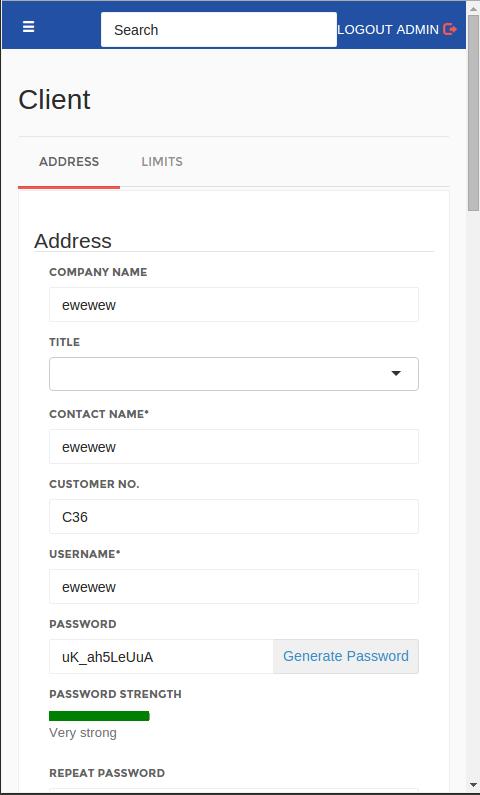 Search
LOGOUT ADMIN
Client
ADDRESS
LIMITS
Address
COMPANY NAME
ewewew
TITLE
CONTACT NAME*
ewewew
CUSTOMER NO.
C36
USERNAME*
ewewew
PASSWORD
uK_ah5LeUuA
Generate Password
PASSWORD STRENGTH
Very strong
REPEAT PASSWORD